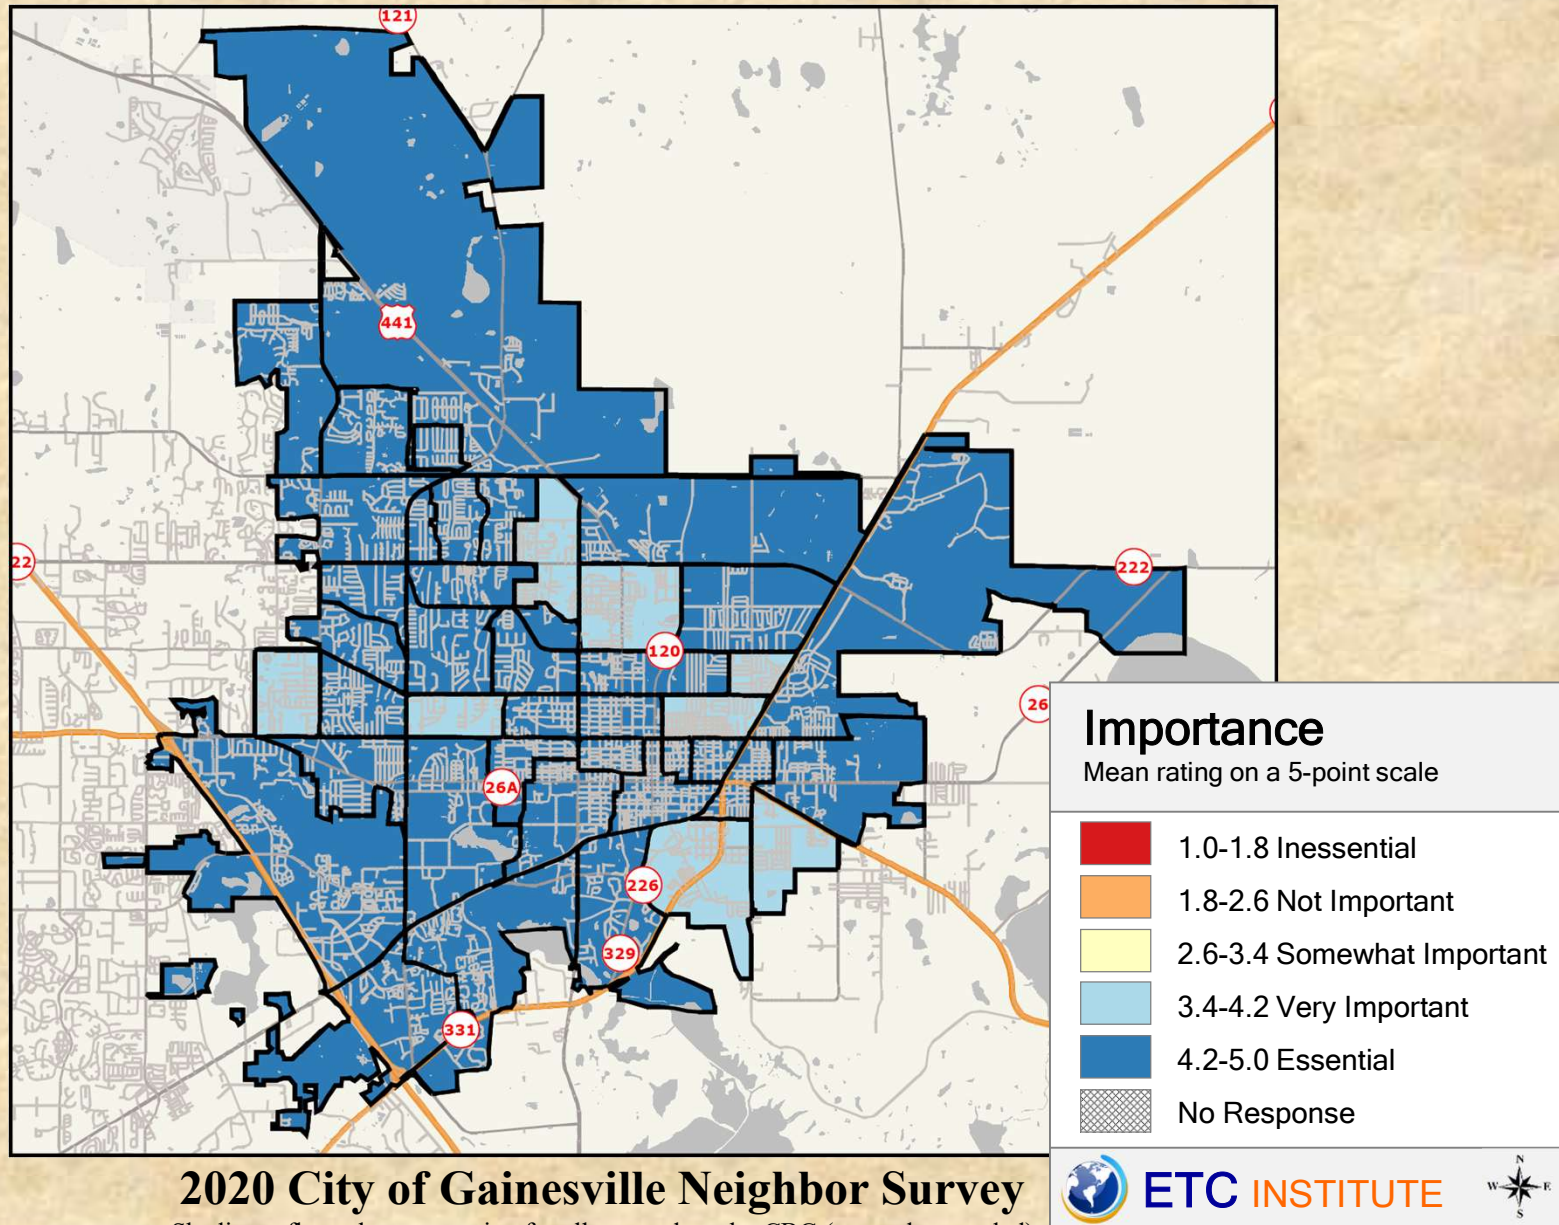 121
441
22
222
120
26
26A
226
329
331
Importance
Mean rating on a 5-point scale
1.0-1.8 Inessential
1.8-2.6 Not Important
2.6-3.4 Somewhat Important
3.4-4.2 Very Important
4.2-5.0 Essential
No Response
ETC INSTITUTE
N
W E
S
2020 City of Gainesville Neighbor Survey